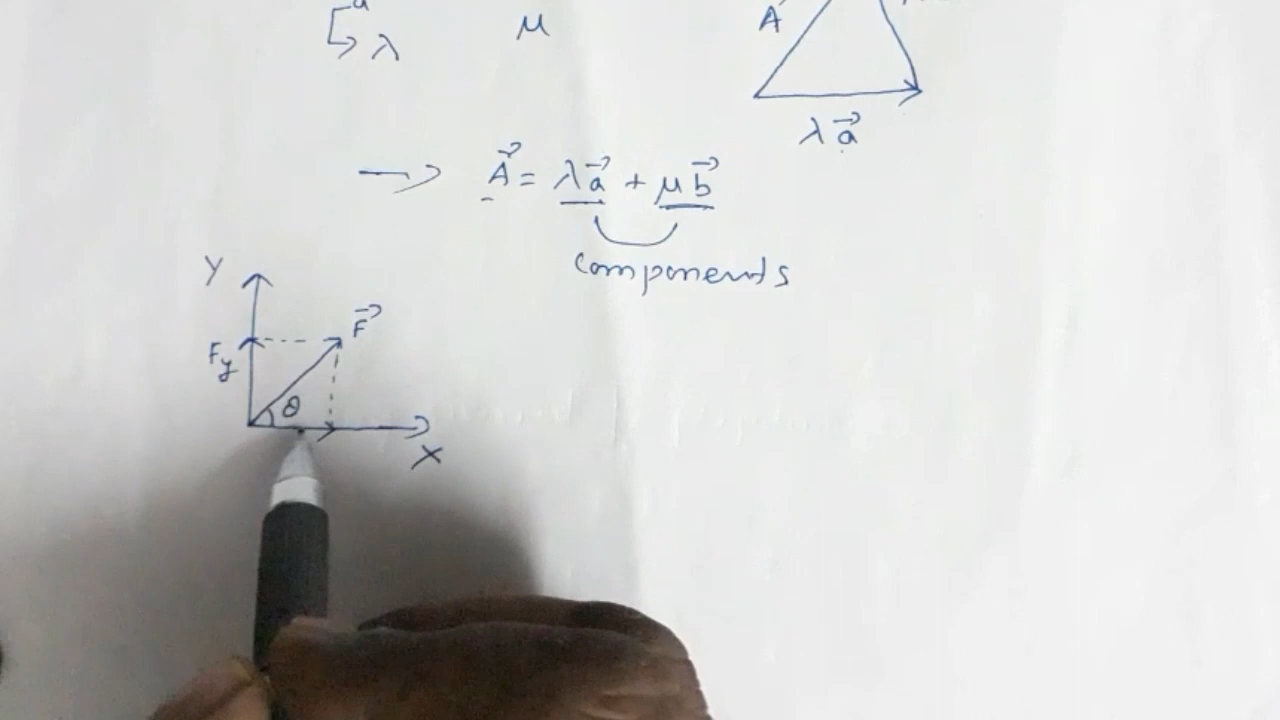 a
λ
μ
A
λa⃗
→ A⃗ = λa⃗ + μb⃗
components
Y
F⃗
Fy
θ
X